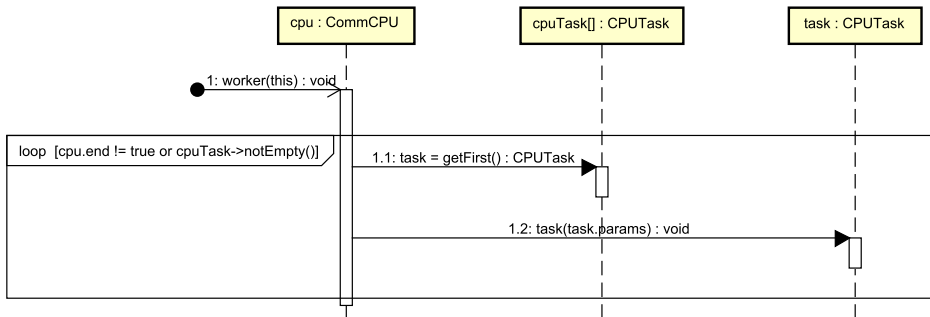 cpu : CommCPU
cpuTask[] : CPUTask
task : CPUTask
1: worker(this) : void
loop [cpu.end != true or cpuTask->notEmpty()]
1.1: task = getFirst() : CPUTask
1.2: task(task.params) : void